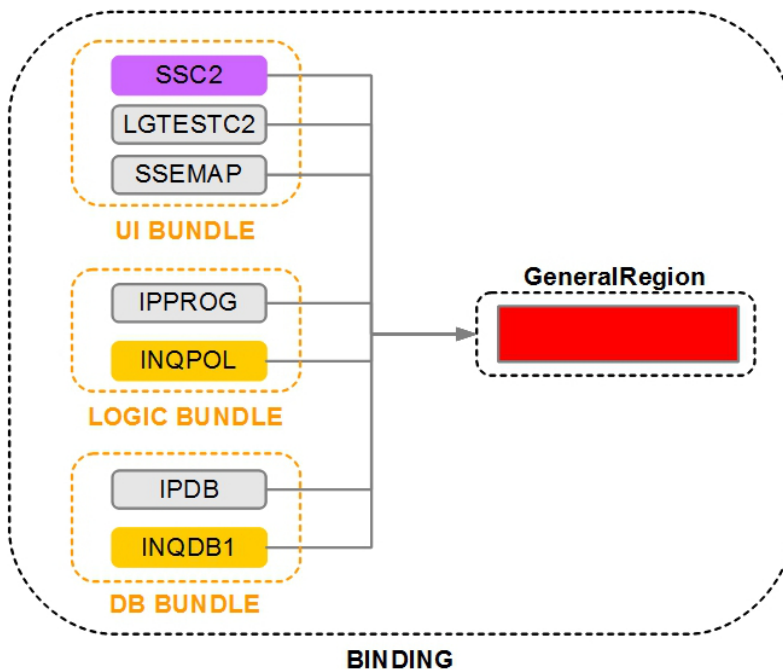 SSC2
LGTESTC2
SSEMAP
UI BUNDLE
GeneralRegion
IPPROG
INQPOL
LOGIC BUNDLE
IPDB
INQDB1
DB BUNDLE
BINDING